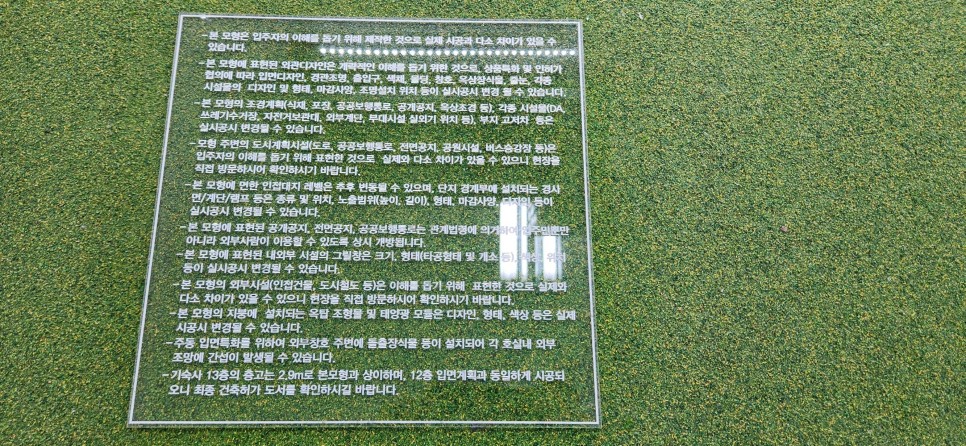 - 본 모형은 입주자의 이해를 돕기 위해 제작한 것으로 실제 시공과 다소 차이가 있을 수
있습니다.
- 본 모형에 표현된 외관디자인은 개략적인 이해를 돕기 위한 것으로, 상품특화 및 인허가
협의에 따라 입면디자인, 경관조명, 출입구, 색채, 몰딩, 창호, 옥상장식물, 줄눈, 각종
시설물의 디자인 및 형태, 마감사양, 조명설치 위치 등이 실시공시 변경 될 수 있습니다.
- 본 모형의 조경계획(식재, 포장, 공공보행통로, 공개공지, 옥상조경 등), 각종 시설물(DA,
쓰레기수거장, 자전거보관대, 외부계단, 부대시설 실외기 위치 등), 부지 고저차 등은
실시공시 변경될 수 있습니다.
- 모형 주변의 도시계획시설(도로, 공공보행통로, 전면공지, 공원시설, 버스승강장 등)은
입주자의 이해를 돕기 위해 표현한 것으로 실제와 다소 차이가 있을 수 있으니 현장을
직접 방문하시어 확인하시기 바랍니다.
- 본 모형에 면한 인접대지 레벨은 추후 변동될 수 있으며, 단지 경계부에 설치되는 경사
면/계단/램프 등은 종류 및 위치, 노출범위(높이, 길이), 형태, 마감사양, 디자인 등이
실시공시 변경될 수 있습니다.
- 본 모형에 표현된 공개공지, 전면공지, 공공보행통로는 관계법령에 의거하여
아니라 외부사람이 이용할 수 있도록 상시 개방됩니다.
- 본 모형에 표현된 내외부 시설의 그릴창은 크기, 형태(타공형태 및 개소 등), 색상, 위치
등이 실시공시 변경될 수 있습니다.
- 본 모형의 외부시설(인접건물, 도시철도 등)은 이해를 돕기 위해 표현한 것으로 실제와
다소 차이가 있을 수 있으니 현장을 직접 방문하시어 확인하시기 바랍니다.
- 본 모형의 지붕에 설치되는 옥탑 조형물 및 태양광 모듈은 디자인, 형태, 색상 등은 실제
시공시 변경될 수 있습니다.
- 주동 입면특화를 위하여 외부창호 주변에 돌출장식물 등이 설치되어 각 호실내 외부
조망에 간섭이 발생될 수 있습니다.
- 기숙사 13층의 층고는 2.9m로 본모형과 상이하며, 12층 입면계획과 동일하게 시공되
오니 최종 건축허가 도서를 확인하시길 바랍니다.